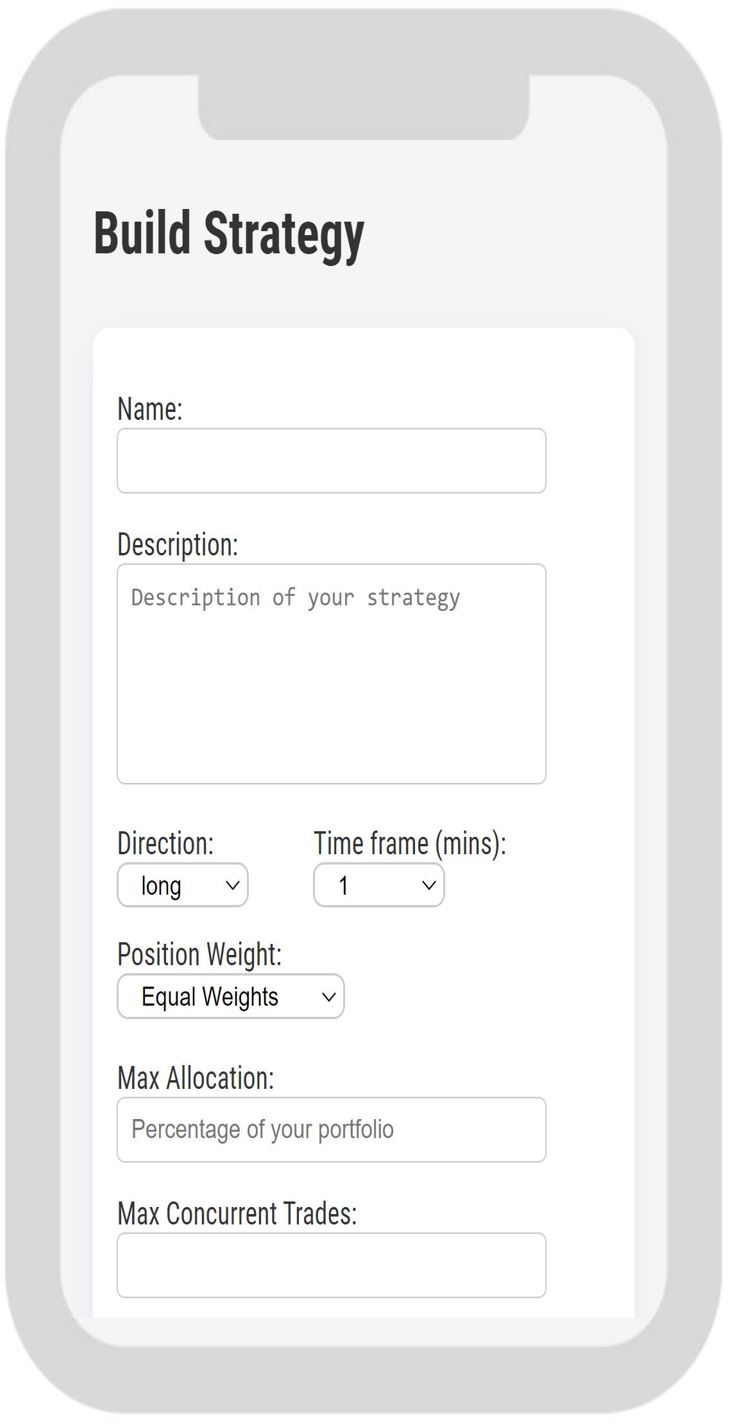 Build Strategy
Name:
Description:
Description of your strategy
Direction: Time frame (mins):
long 1
Position Weight:
Equal Weights
Max Allocation:
Percentage of your portfolio
Max Concurrent Trades: